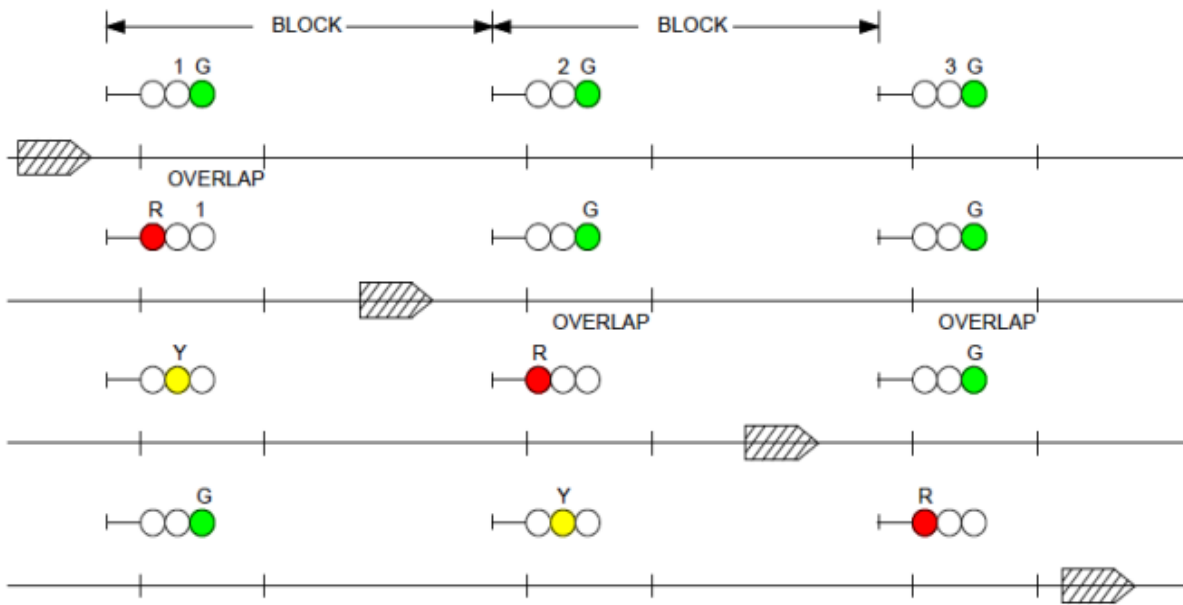 BLOCK BLOCK
1 G 2 G 3 G
OVERLAP
R 1 G G
OVERLAP OVERLAP
Y R G
G Y R